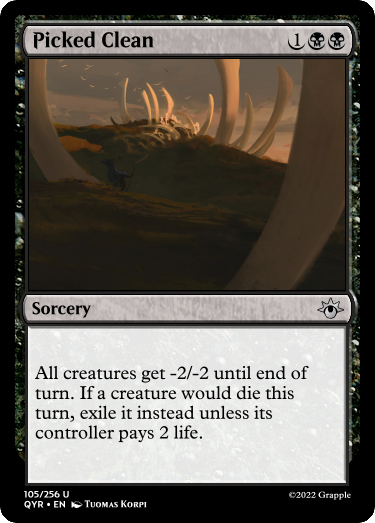 Picked Clean 1
Sorcery
All creatures get -2/-2 until end of
turn. If a creature would die this
turn, exile it instead unless its
controller pays 2 life.
105/256 U
QYR • EN Tuomas Korpi
©2022 Grapple